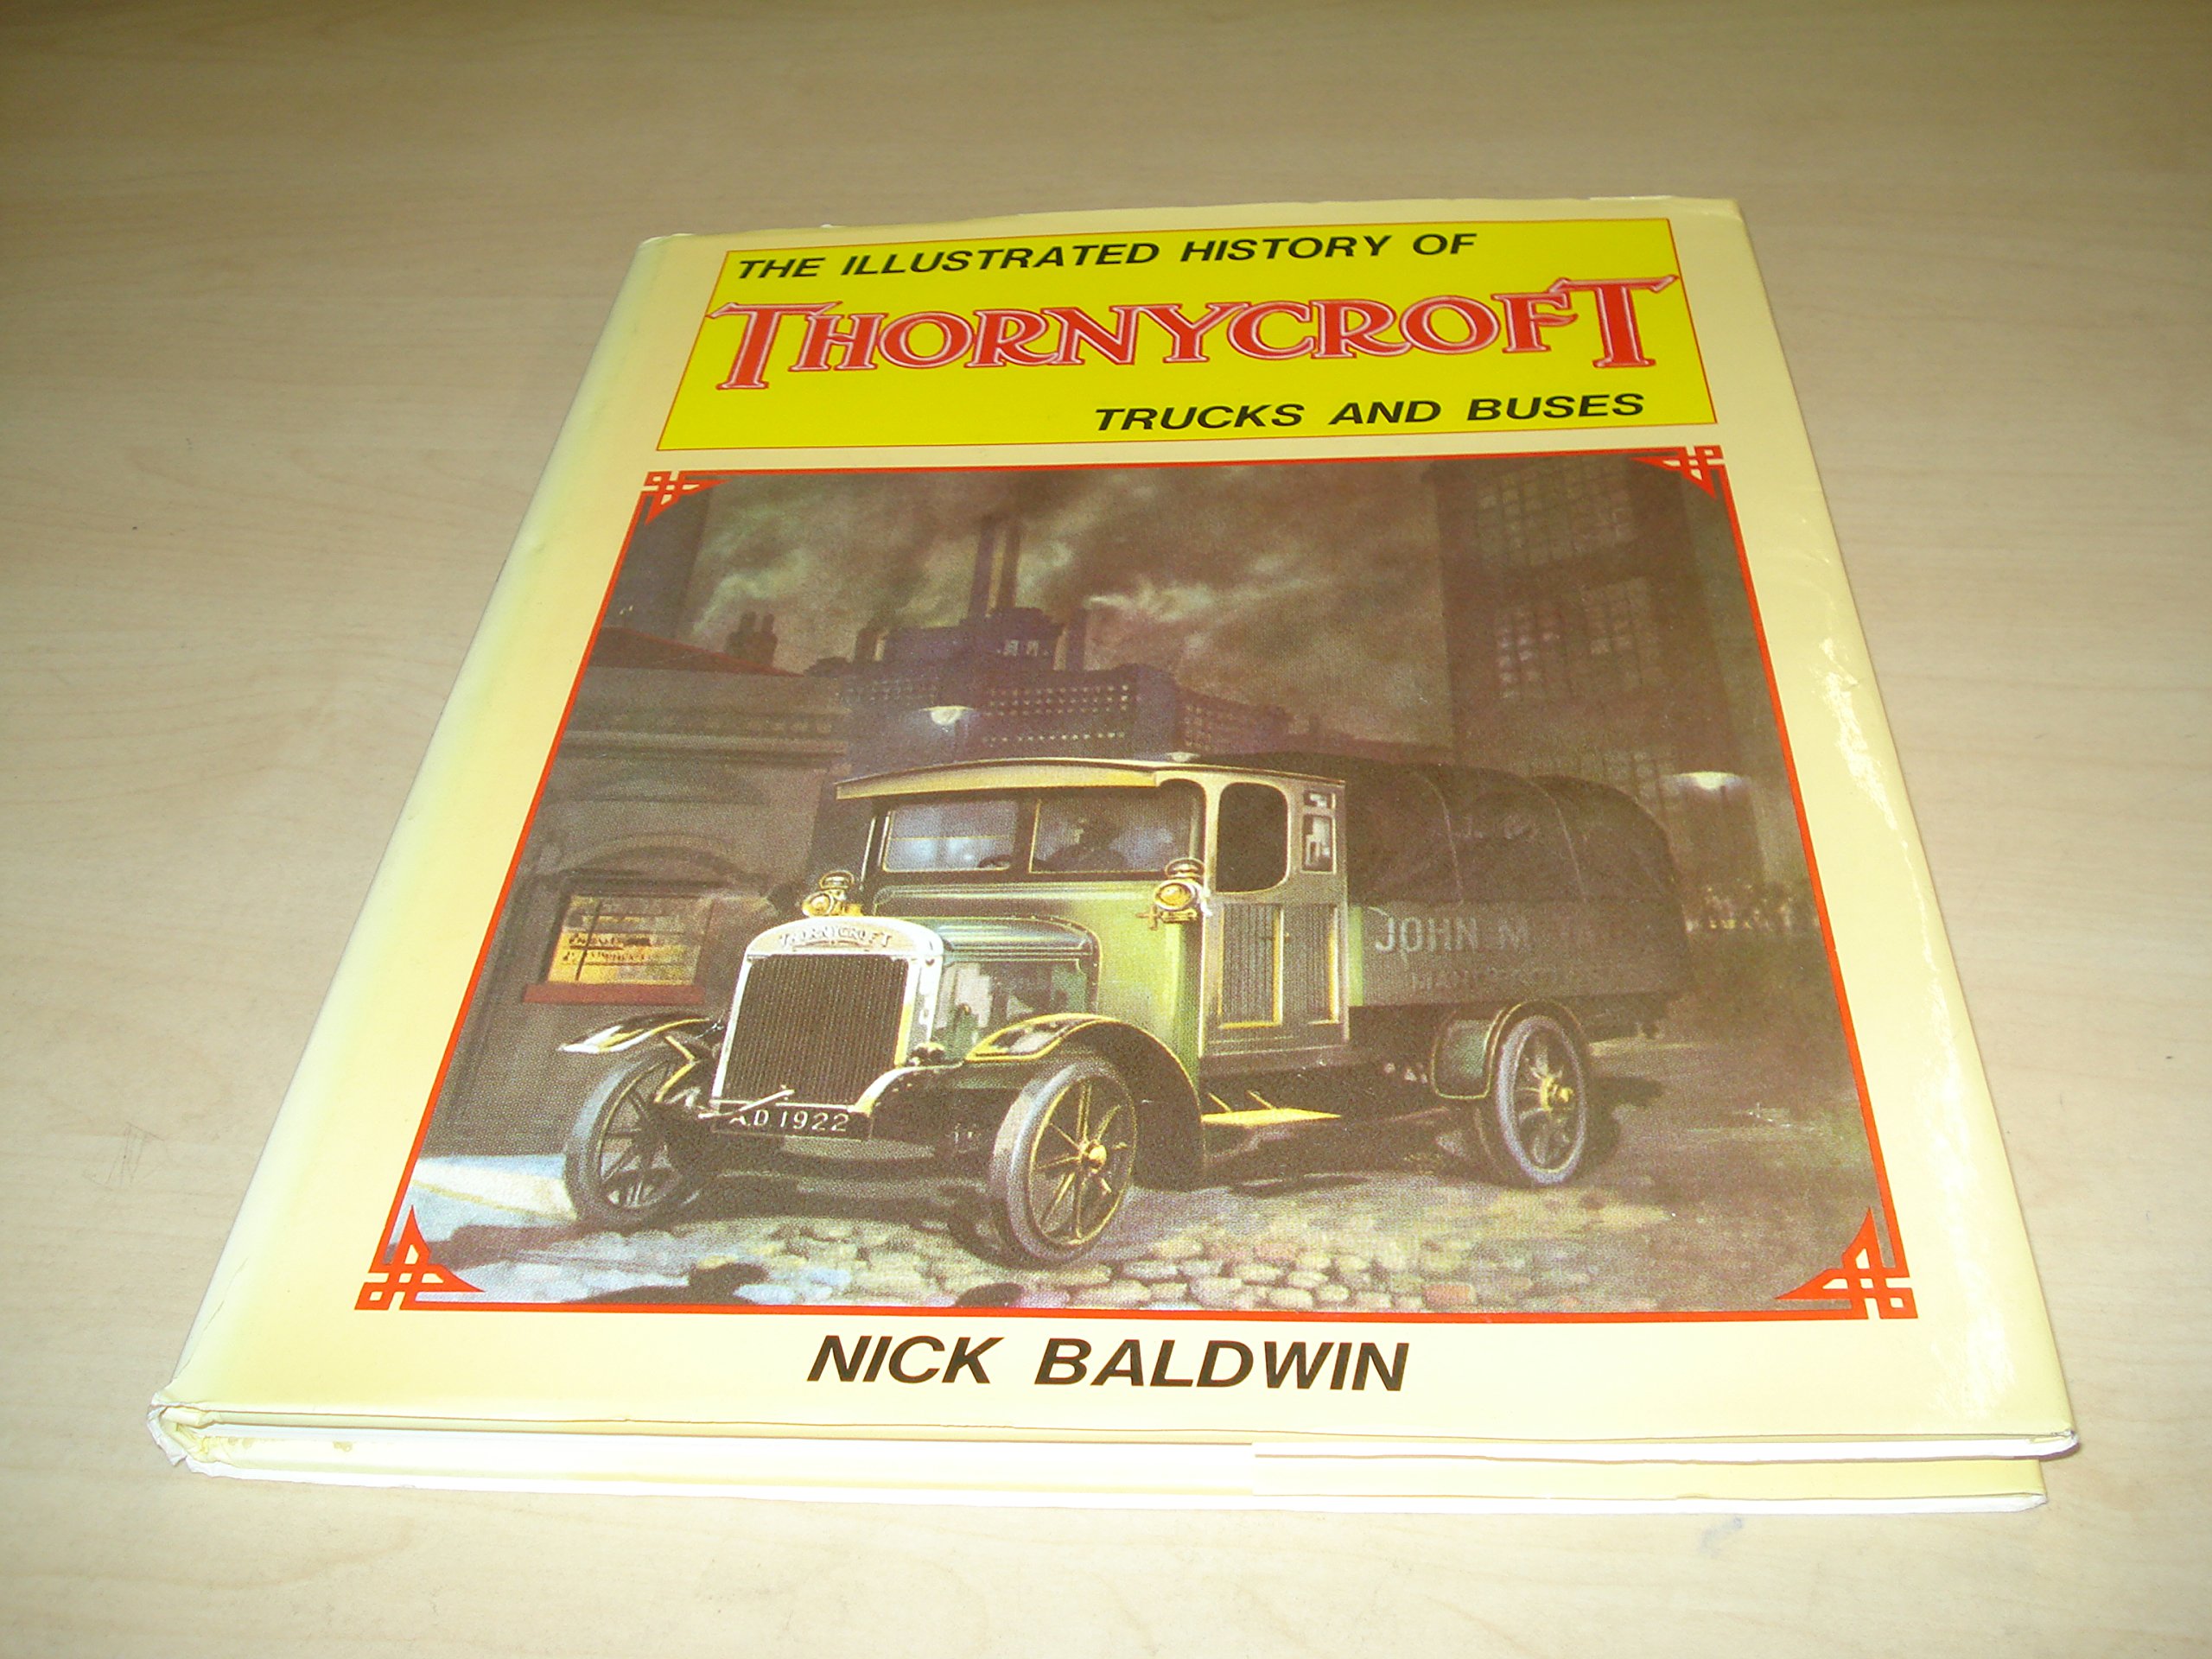 THE ILLUSTRATED HISTORY OF
THORNYCROFT
TRUCKS AND BUSES
THORNYCROFT
JOHN M
AD 1922
NICK BALDWIN